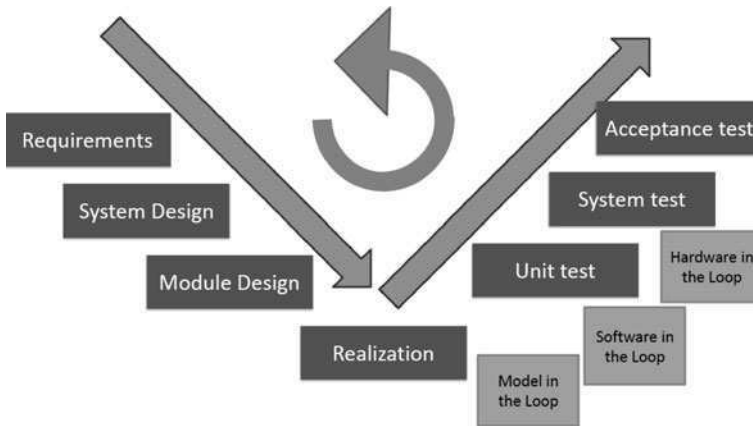 Requirements
System Design
Module Design
Realization
Model in
the Loop
Software in
the Loop
Hardware in
the Loop
Unit test
System test
Acceptance test